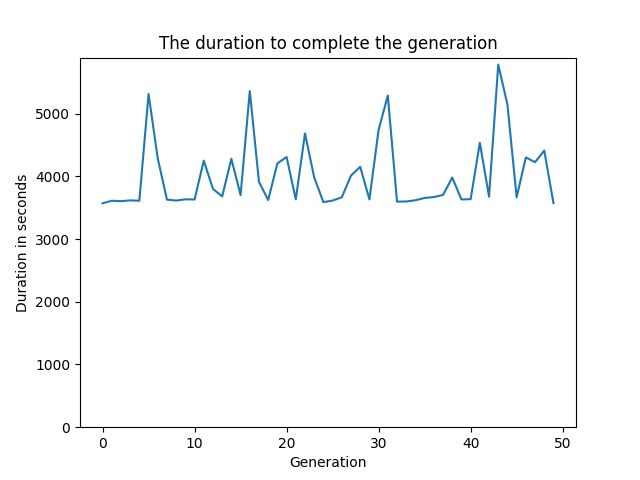 The duration to complete the generation
Duration in seconds
5000
4000
3000
2000
1000
0
0 10 20 30 40 50
Generation